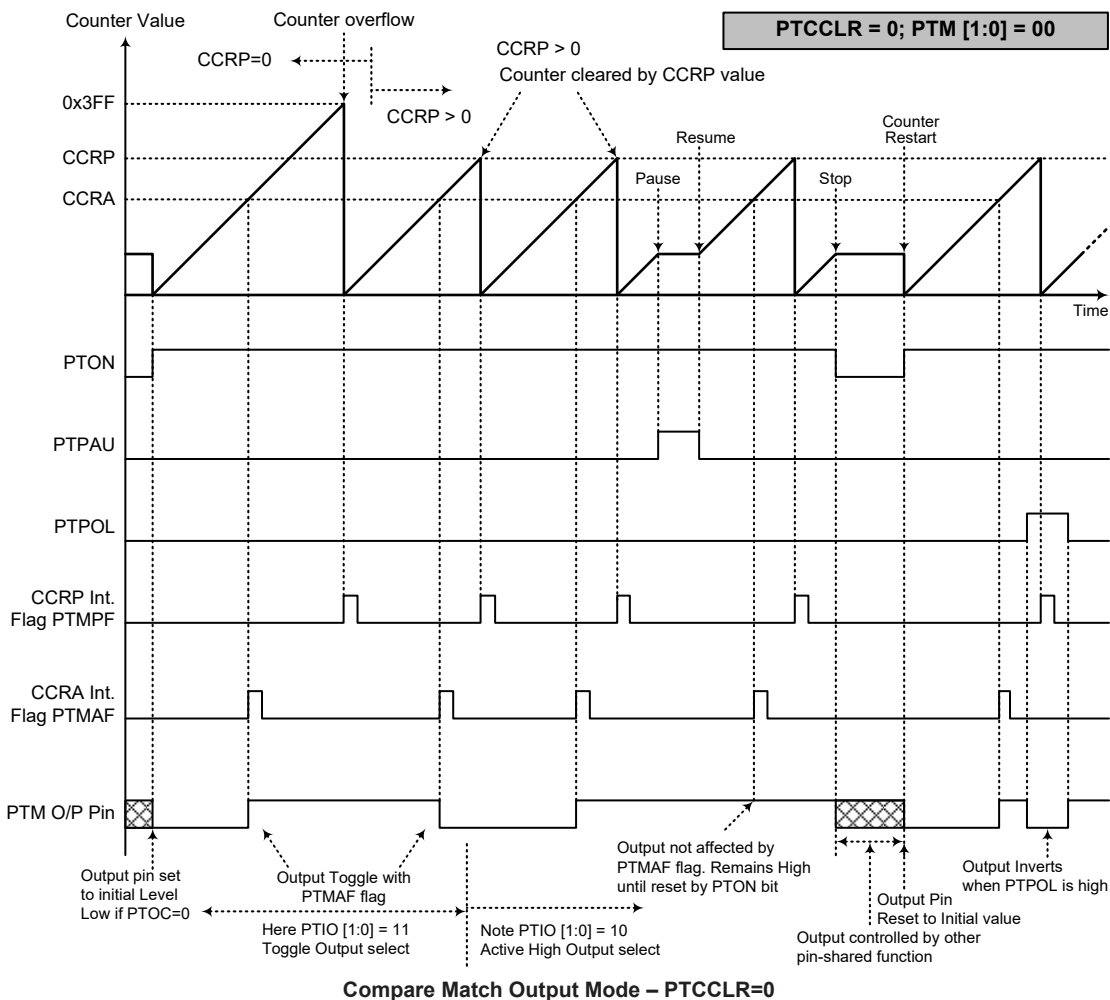 Counter Value
Counter overflow
PTCCLR = 0; PTM [1:0] = 00
CCRP=0
CCRP > 0
CCRP > 0
Counter cleared by CCRP value
0x3FF
CCRP
CCRA
Pause
Resume
Stop
Counter
Restart
Time
PTON
PTPAU
PTPOL
CCRP Int.
Flag PTMPF
CCRA Int.
Flag PTMAF
PTM O/P Pin
Output pin set
to initial Level
Low if PTOC=0
Output Toggle with
PTMAF flag
Here PTIO [1:0] = 11
Toggle Output select
Note PTIO [1:0] = 10
Active High Output select
Output not affected by
PTMAF flag. Remains High
until reset by PTON bit
Output Pin
Reset to Initial value
Output controlled by other
pin-shared function
Output Inverts
when PTPOL is high
Compare Match Output Mode – PTCCLR=0